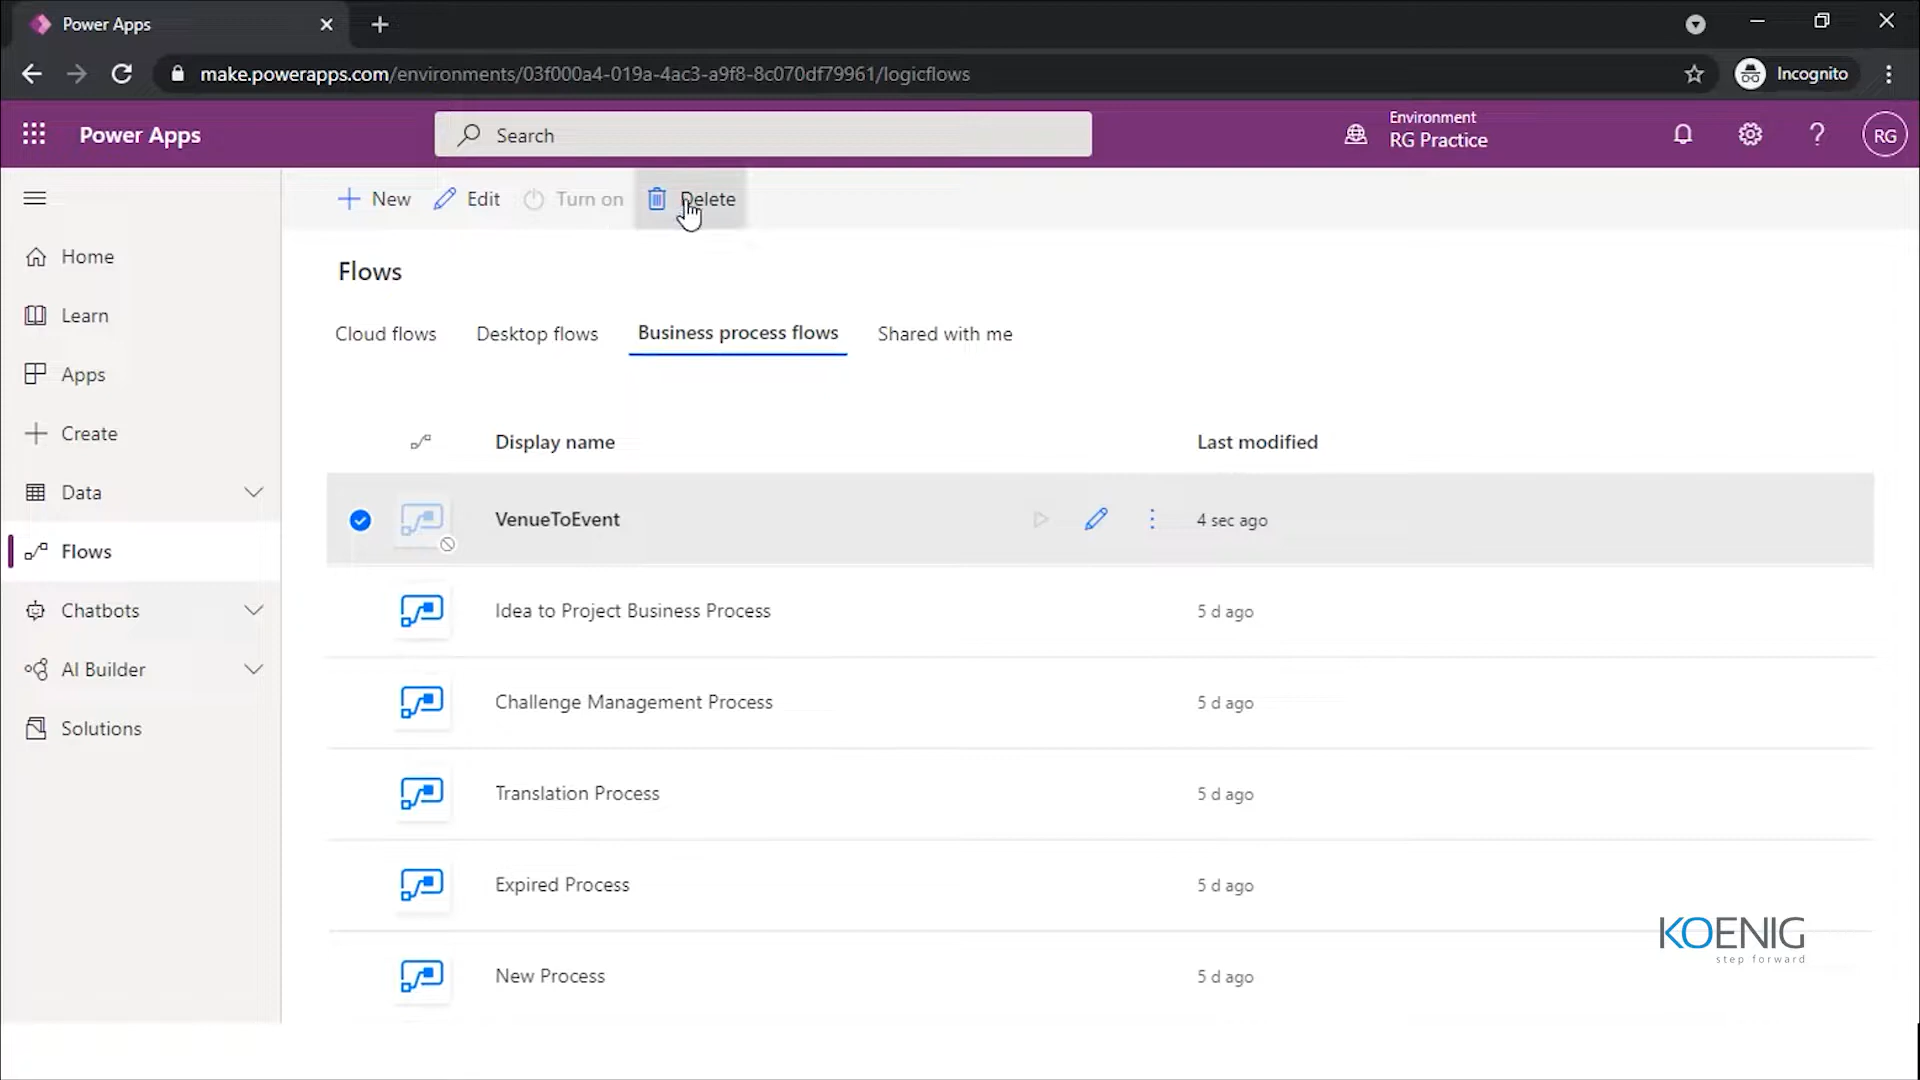 Power Apps
make.powerapps.com/environments/03f000a4-019a-4ac3-a9f8-8c070df79961/logicflows
Incognito
Power Apps
Search
Environment
RG Practice
?
RG
New
Edit
Turn on
Delete
Home
Learn
Apps
Create
Data
Flows
Chatbots
AI Builder
Solutions
Flows
Cloud flows
Desktop flows
Business process flows
Shared with me
Display name
Last modified
VenueToEvent
4 sec ago
Idea to Project Business Process
5 d ago
Challenge Management Process
5 d ago
Translation Process
5 d ago
Expired Process
5 d ago
New Process
5 d ago
KOENIG
step forward